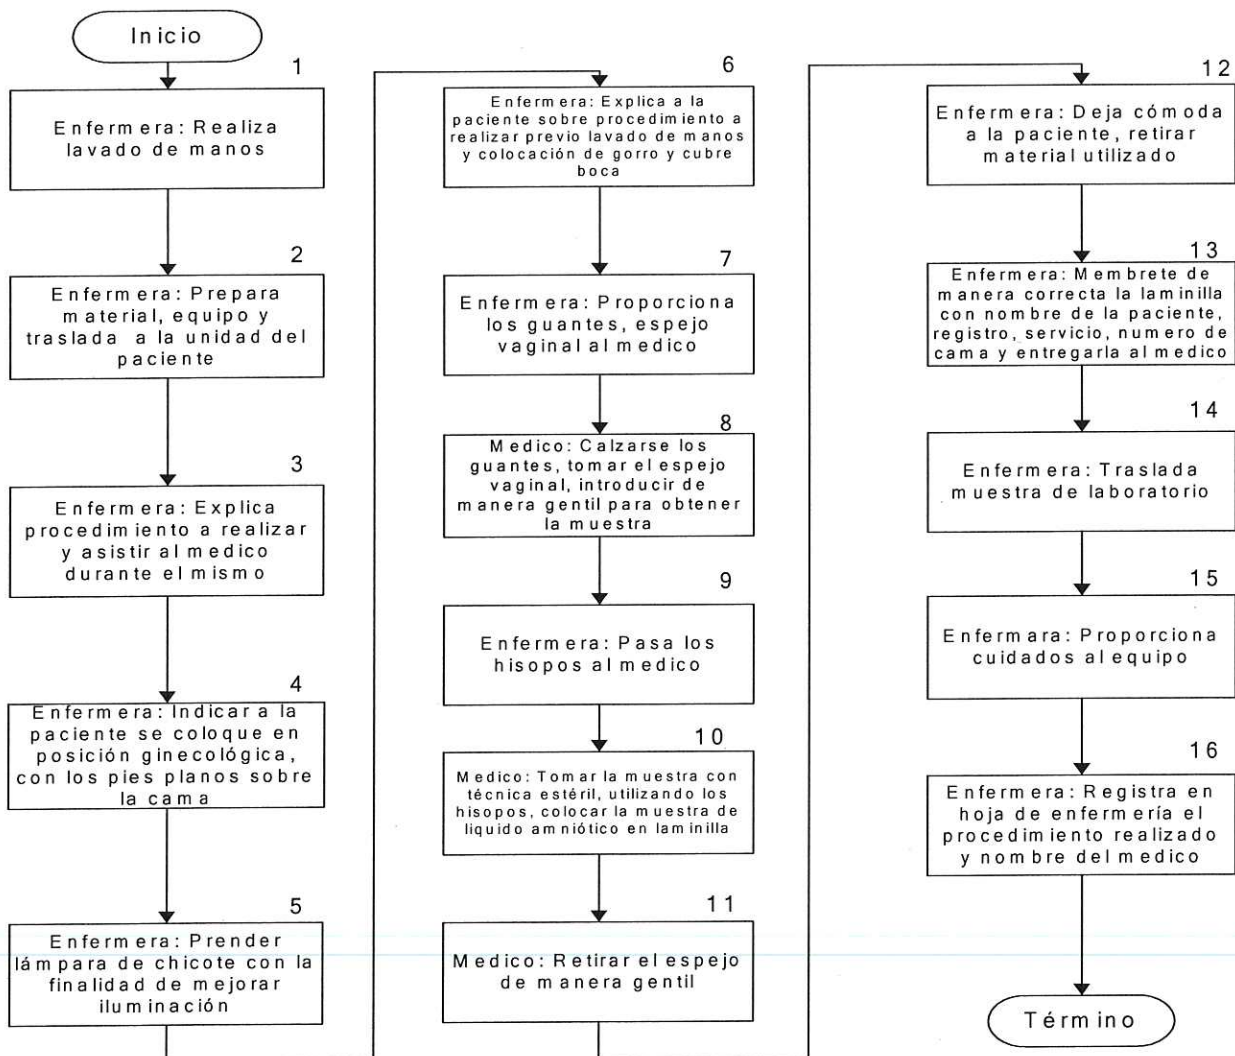 Inicio
1
Enfermera: Realiza
lavado de manos
2
Enfermera: Prepara
material, equipo y
traslada a la unidad del
paciente
3
Enfermera: Explica
procedimiento a realizar
y asistir al medico
durante el mismo
4
Enfermera: Indicar a la
paciente se coloque en
posición ginecológica,
con los pies planos sobre
la cama
5
Enfermera: Prender
lámpara de chicote con la
finalidad de mejorar
iluminación
6
Enfermera: Explica a la
paciente sobre procedimiento a
realizar previo lavado de manos
y colocación de gorro y cubre
boca
7
Enfermera: Proporciona
los guantes, espejo
vaginal al medico
8
Medico: Calzarse los
guantes, tomar el espejo
vaginal, introducir de
manera gentil para obtener
la muestra
9
Enfermera: Pasa los
hisopos al medico
10
Medico: Tomar la muestra con
técnica estéril, utilizando los
hisopos, colocar la muestra de
liquido amniótico en laminilla
11
Medico: Retirar el espejo
de manera gentil
12
Enfermera: Deja cómoda
a la paciente, retirar
material utilizado
13
Enfermera: Membrete de
manera correcta la laminilla
con nombre de la paciente,
registro, servicio, numero de
cama y entregarla al medico
14
Enfermera: Traslada
muestra de laboratorio
15
Enfermara: Proporciona
cuidados al equipo
16
Enfermera: Registra en
hoja de enfermería el
procedimiento realizado
y nombre del medico
Término